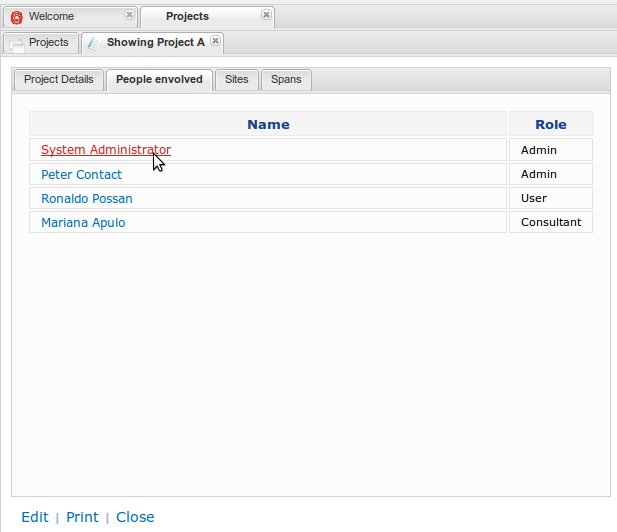 Welcome Projects
Projects Showing Project A
Project Details People envolved Sites Spans
Name Role
System Administrator Admin
Peter Contact Admin
Ronaldo Possan User
Mariana Apulo Consultant
Edit | Print | Close